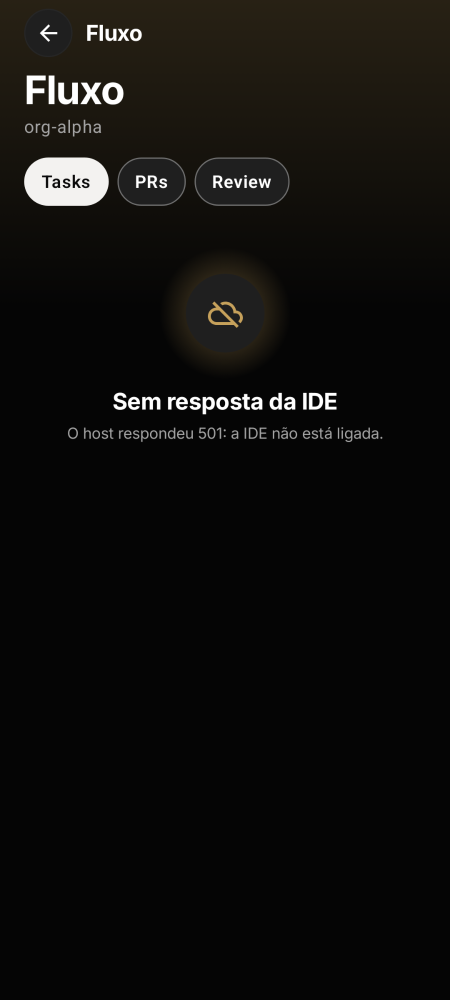 Fluxo
Fluxo
org-alpha
Tasks PRs Review
Sem resposta da IDE
O host respondeu 501: a IDE não está ligada.